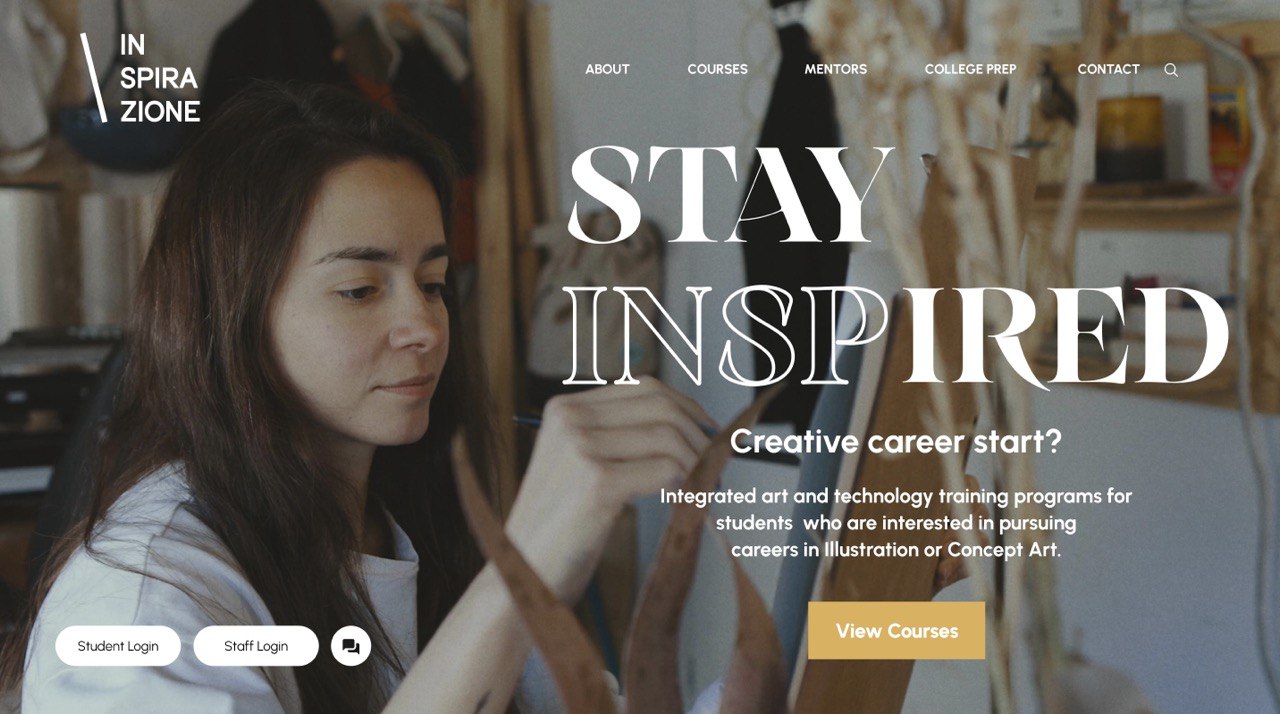 IN
SPIRA
ZIONE
ABOUT COURSES MENTORS COLLEGE PREP CONTACT
STAY
INSPIRED
Creative career start?
Integrated art and technology training programs for
students who are interested in pursuing
careers in Illustration or Concept Art.
View Courses
Student Login Staff Login